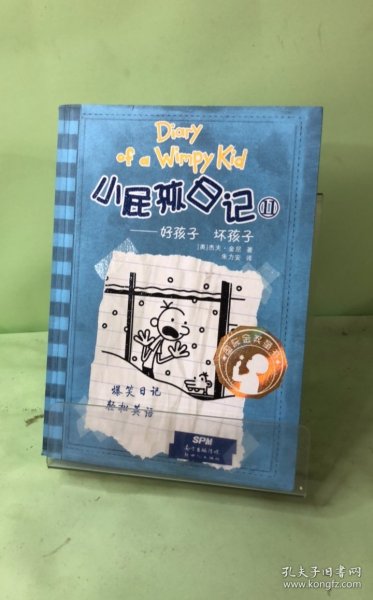 Diary
of a Wimpy Kid
小屁孩日记⑪
——好孩子 坏孩子
[美]杰夫·金尼 著
朱力安 译
爆笑日记
轻松英语
SPM
孔夫子旧书网
www.kongfz.com